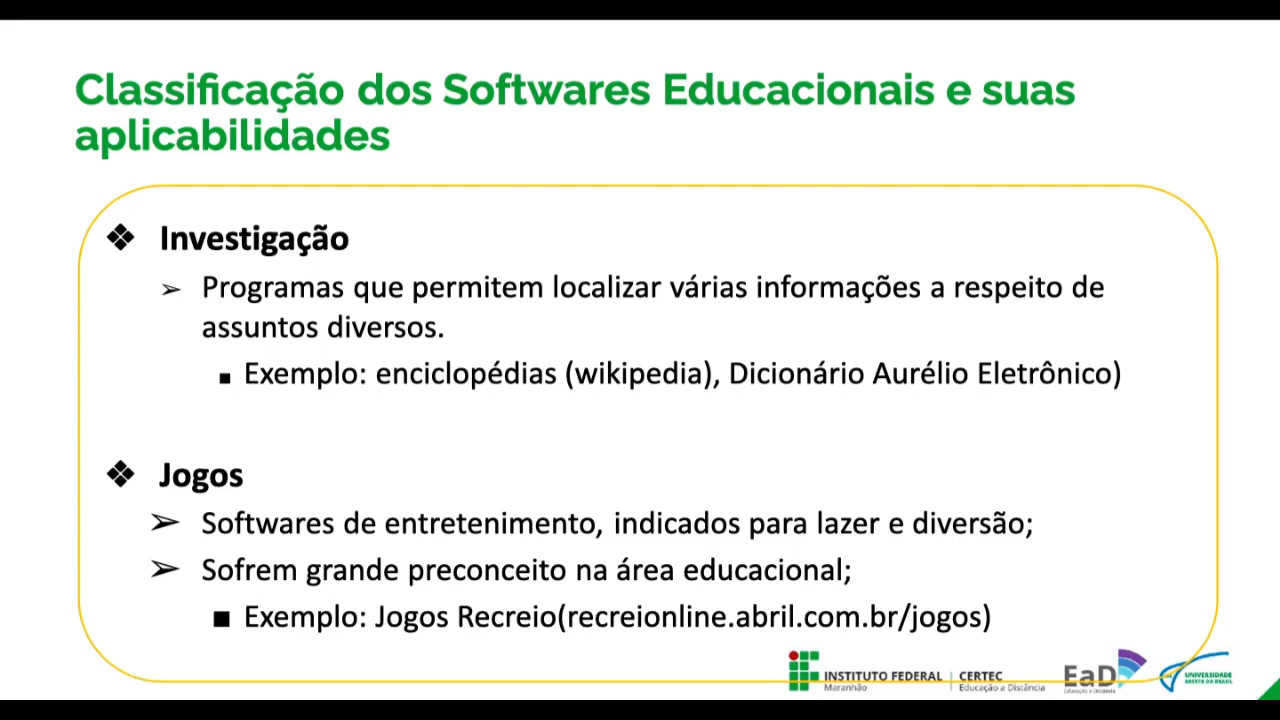 Classificação dos Softwares Educacionais e suas
aplicabilidades
❖ Investigação
➢ Programas que permitem localizar várias informações a respeito de
assuntos diversos.
▪ Exemplo: enciclopédias (wikipedia), Dicionário Aurélio Eletrônico)
❖ Jogos
➢ Softwares de entretenimento, indicados para lazer e diversão;
➢ Sofrem grande preconceito na área educacional;
■ Exemplo: Jogos Recreio(recreionline.abril.com.br/jogos)
INSTITUTO FEDERAL
Maranhão
CERTEC
Educação a Distância
EaD
Educação a Distância
UNIVERSIDADE
ABERTA DO BRASIL